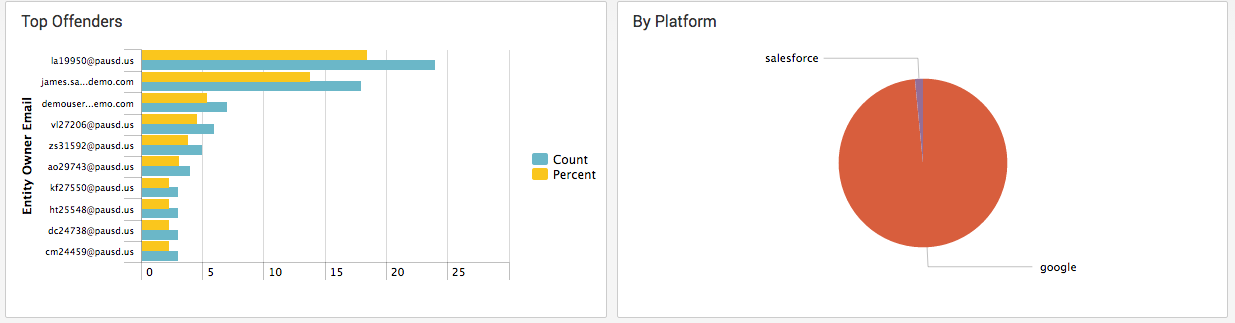 Top Offenders
Entity Owner Email
la19950@pausd.us
james.sa...demo.com
demouser...emo.com
vl27206@pausd.us
zs31592@pausd.us
ao29743@pausd.us
kf27550@pausd.us
ht25548@pausd.us
dc24738@pausd.us
cm24459@pausd.us
0 5 10 15 20 25
Count
Percent
By Platform
salesforce
google